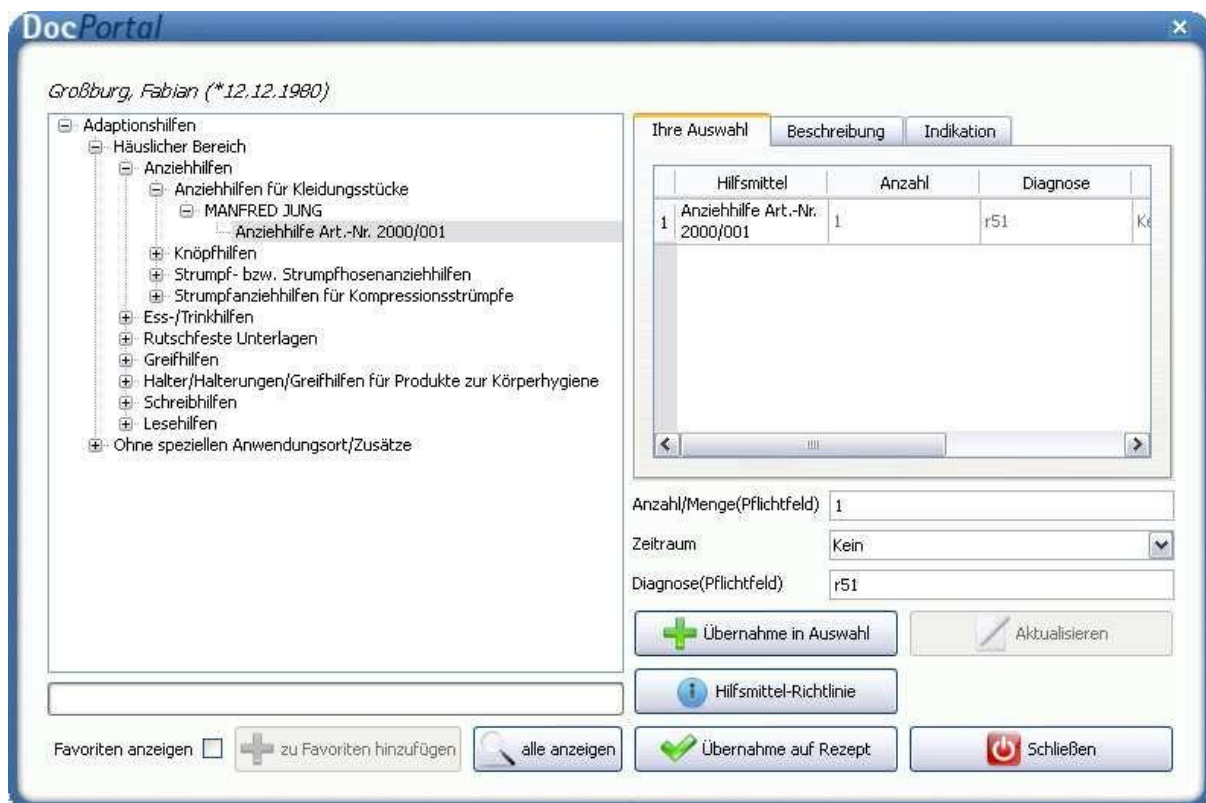 DocPortal
Großburg, Fabian (*12.12.1980)
Adaptionshilfen
Häuslicher Bereich
Anziehhilfen
Anziehhilfen für Kleidungsstücke
MANFRED JUNG
Anziehhilfe Art.-Nr. 2000/001
Knöpfhilfen
Strumpf- bzw. Strumpfhosenanziehhilfen
Strumpfanziehhilfen für Kompressionsstrümpfe
Ess-/Trinkhilfen
Rutschfeste Unterlagen
Greifhilfen
Halter/Halterungen/Greifhilfen für Produkte zur Körperhygiene
Schreibhilfen
Lesehilfen
Ohne speziellen Anwendungsort/Zusätze
Favoriten anzeigen
zu Favoriten hinzufügen
alle anzeigen
Ihre Auswahl Beschreibung Indikation
Hilfsmittel Anzahl Diagnose
1 Anziehhilfe Art.-Nr. 2000/001 1 r51 Ke
Anzahl/Menge(Pflichtfeld) 1
Zeitraum Kein
Diagnose(Pflichtfeld) r51
Übernahme in Auswahl Aktualisieren
Hilfsmittel-Richtlinie
Übernahme auf Rezept Schließen